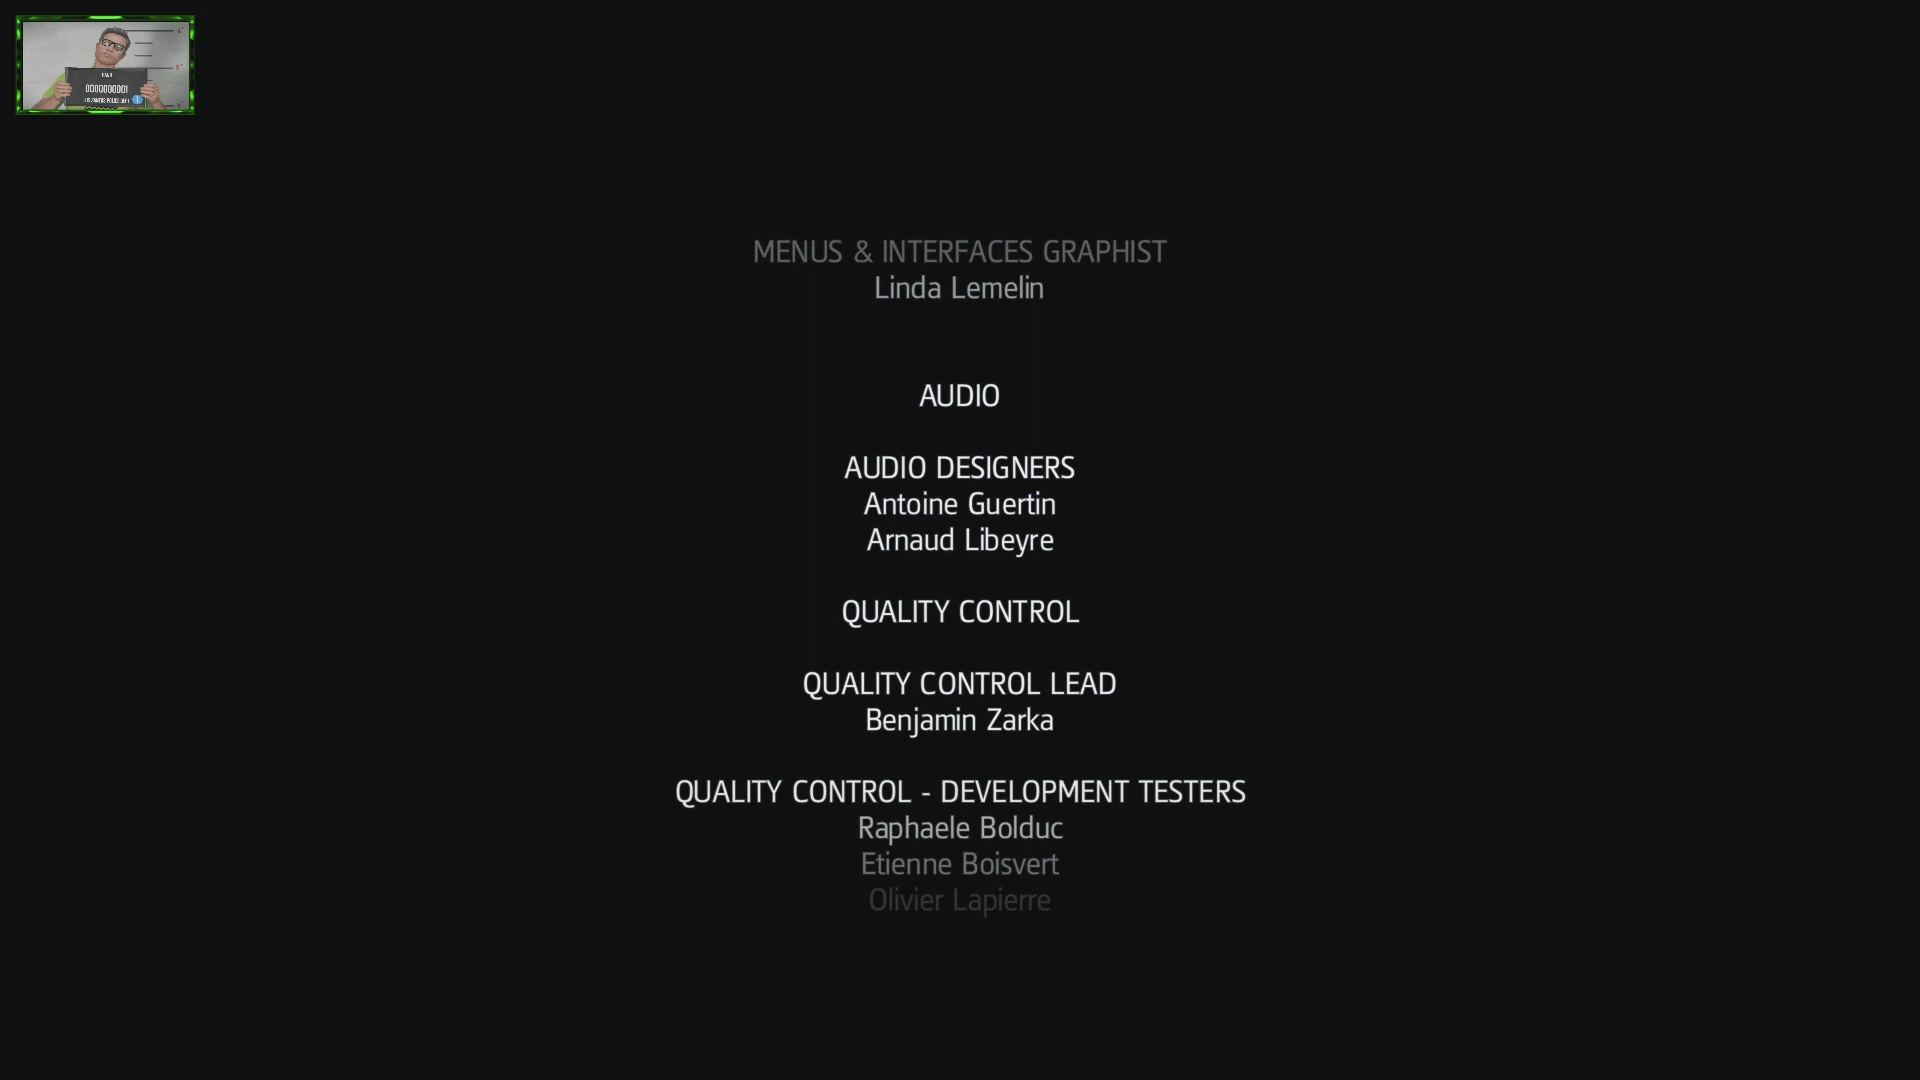 0000000001
MENUS & INTERFACES GRAPHIST
Linda Lemelin
AUDIO
AUDIO DESIGNERS
Antoine Guertin
Arnaud Libeyre
QUALITY CONTROL
QUALITY CONTROL LEAD
Benjamin Zarka
QUALITY CONTROL - DEVELOPMENT TESTERS
Raphaele Bolduc
Etienne Boisvert
Olivier Lapierre